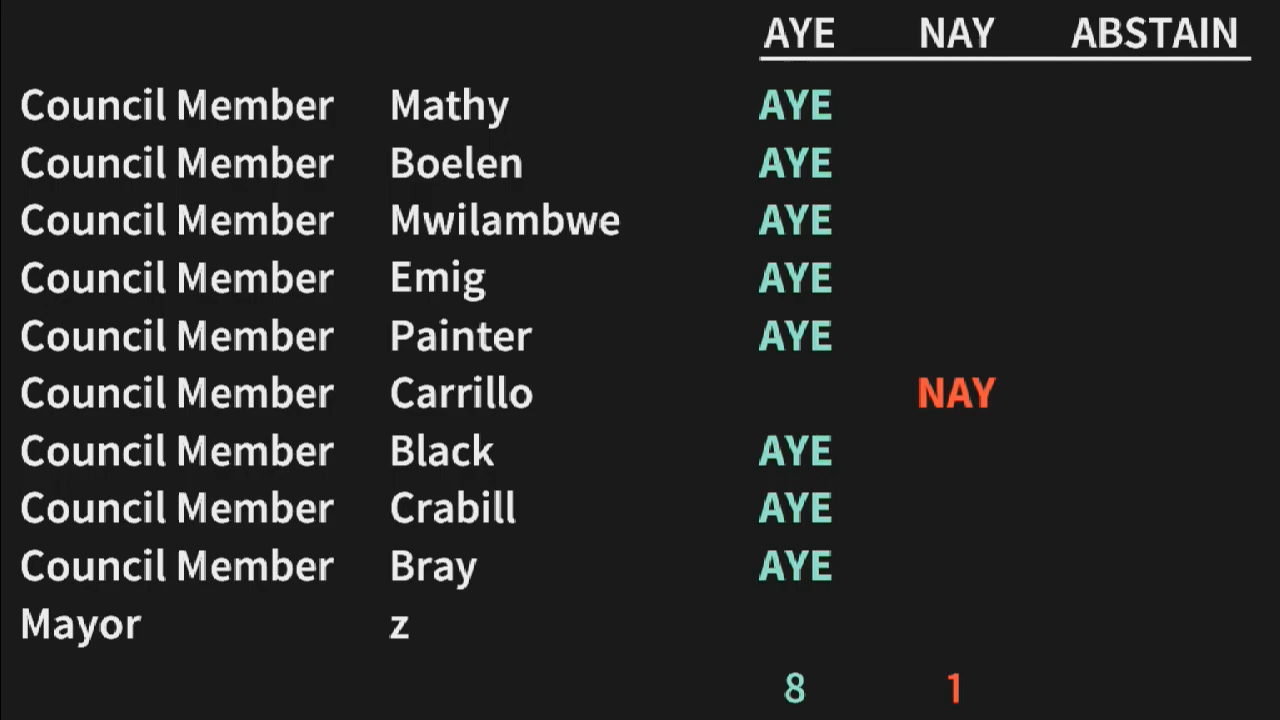 AYE NAY ABSTAIN
Council Member Mathy AYE
Council Member Boelen AYE
Council Member Mwilambwe AYE
Council Member Emig AYE
Council Member Painter AYE
Council Member Carrillo NAY
Council Member Black AYE
Council Member Crabill AYE
Council Member Bray AYE
Mayor z
8 1